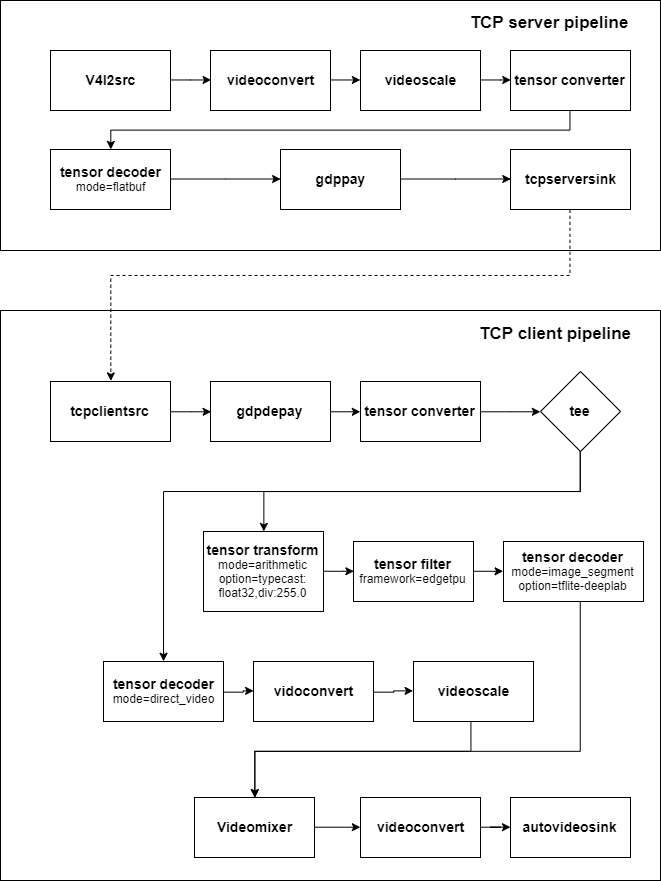 TCP server pipeline
V4l2src
videoconvert
videoscale
tensor converter
tensor decoder
mode=flatbuf
gdppay
tcpserversink
TCP client pipeline
tcpclientsrc
gdpdepay
tensor converter
tee
tensor transform
mode=arithmetic
option=typecast:
float32,div:255.0
tensor filter
framework=edgetpu
tensor decoder
mode=image_segment
option=tflite-deeplab
tensor decoder
mode=direct_video
vidoconvert
videoscale
Videomixer
videoconvert
autovideosink